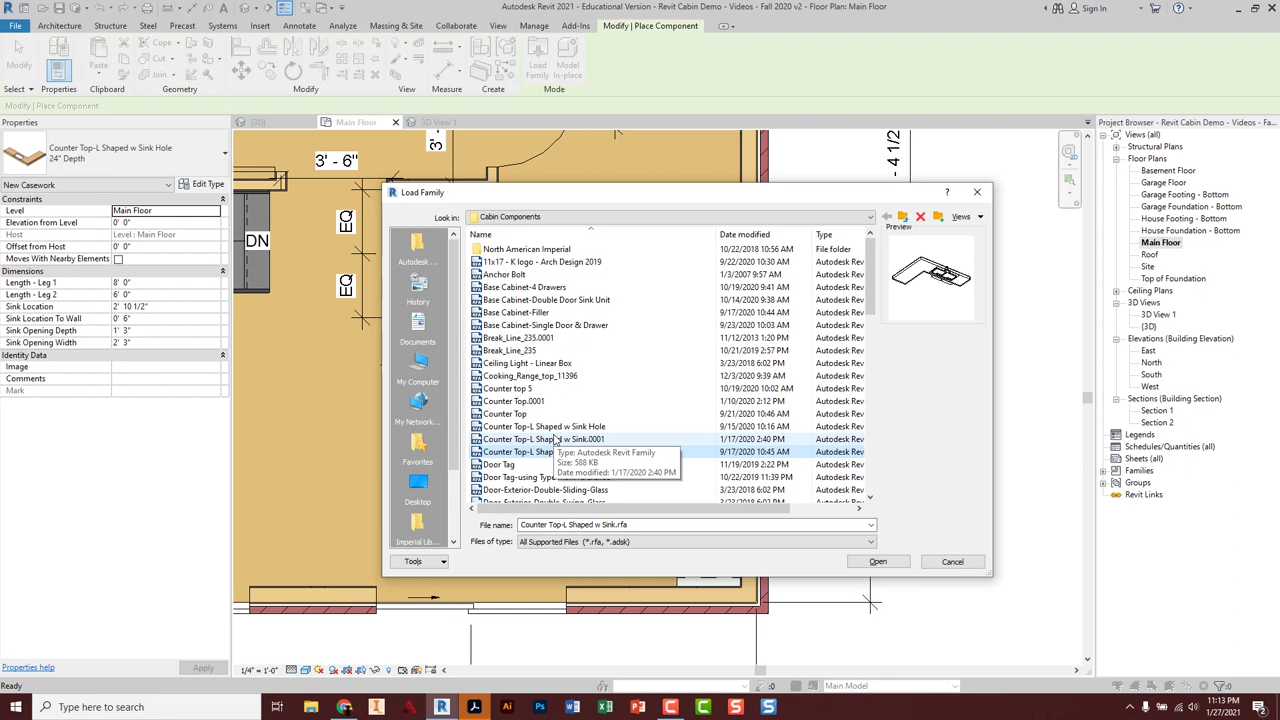 Autodesk Revit 2021 - Educational Version - Revit Cabin Demo - Videos - Fall 2020 v2 - Floor Plan: Main Floor
Sign In
File Architecture Structure Steel Precast Systems Insert Annotate Analyze Massing & Site Collaborate View Manage Add-Ins Modify | Place Component
Modify
Paste
Cope
Cut
Join
Load Family
Model In-place
Select Properties Clipboard Geometry Modify View Measure Create Mode
Modify | Place Component
Properties
{3D}
Main Floor
3D View 1
Project Browser - Revit Cabin Demo - Videos - Fa...
Counter Top-L Shaped w Sink Hole
24" Depth
New Casework
Edit Type
Constraints
Level Main Floor
Elevation from Level 0' 0"
Host Level : Main Floor
Offset from Host 0' 0"
Moves With Nearby Elements
Dimensions
Length - Leg 1 8' 0"
Length - Leg 2 6' 0"
Sink Location 2' 10 1/2"
Sink Location To Wall 6"
Sink Opening Depth 1' 3"
Sink Opening Width 2' 3"
Identity Data
Image
Comments
Mark
Properties help
Apply
3' -
3' - 6"
- 4 1/2
EQ
DN
EQ
Load Family
Look in: Cabin Components
Views
Name Date modified Type
Preview
North American Imperial 10/22/2018 10:56 AM File folder
11x17 - K logo - Arch Design 2019 9/22/2020 10:30 AM Autodesk Rev
Anchor Bolt 1/3/2007 9:57 AM Autodesk Rev
Base Cabinet-4 Drawers 10/19/2020 9:41 AM Autodesk Rev
Base Cabinet-Double Door Sink Unit 10/14/2020 9:38 AM Autodesk Rev
Base Cabinet-Filler 9/17/2020 10:44 AM Autodesk Rev
Base Cabinet-Single Door & Drawer 9/23/2020 10:03 AM Autodesk Rev
Break_Line_235.0001 11/12/2013 1:20 PM Autodesk Rev
Break_Line_235 10/21/2019 2:57 PM Autodesk Rev
Ceiling Light - Linear Box 3/23/2018 6:02 PM Autodesk Rev
Cooking_Range_top_11396 12/3/2020 9:39 AM Autodesk Rev
Counter top 5 10/19/2020 10:02 AM Autodesk Rev
Counter Top.0001 1/10/2020 2:12 PM Autodesk Rev
Counter Top 9/21/2020 10:46 AM Autodesk Rev
Counter Top-L Shaped w Sink Hole 9/15/2020 10:16 AM Autodesk Rev
Counter Top-L Shaped w Sink.0001 1/17/2020 2:40 PM Autodesk Rev
Counter Top-L Shap 9/17/2020 10:45 AM Autodesk Rev
Door Tag 11/19/2019 2:22 PM Autodesk Rev
Door Tag-using Type 10/19/2020 11:39 PM Autodesk Rev
Door-Exterior-Double-Sliding-Glass 3/23/2018 6:02 PM Autodesk Rev
Type: Autodesk Revit Family
Size: 588 KB
Date modified: 1/17/2020 2:40 PM
Autodesk ...
History
Documents
My Computer
My Network...
Favorites
Desktop
Imperial Lib...
File name: Counter Top-L Shaped w Sink.rfa
Files of type: All Supported Files (*.rfa, *.adsk)
Tools
Open
Cancel
Views (all)
Structural Plans
Floor Plans
Basement Floor
Garage Floor
Garage Footing - Bottom
Garage Foundation - Bottom
House Footing - Bottom
House Foundation - Bottom
Main Floor
Roof
Site
Top of Foundation
Ceiling Plans
3D Views
3D View 1
{3D}
Elevations (Building Elevation)
East
North
South
West
Sections (Building Section)
Section 1
Section 2
Legends
Schedules/Quantities (all)
Sheets (all)
Families
Groups
Revit Links
1/4" = 1'-0"
Ready
:0
Main Model
:0
Type here to search
11:13 PM
1/27/2021